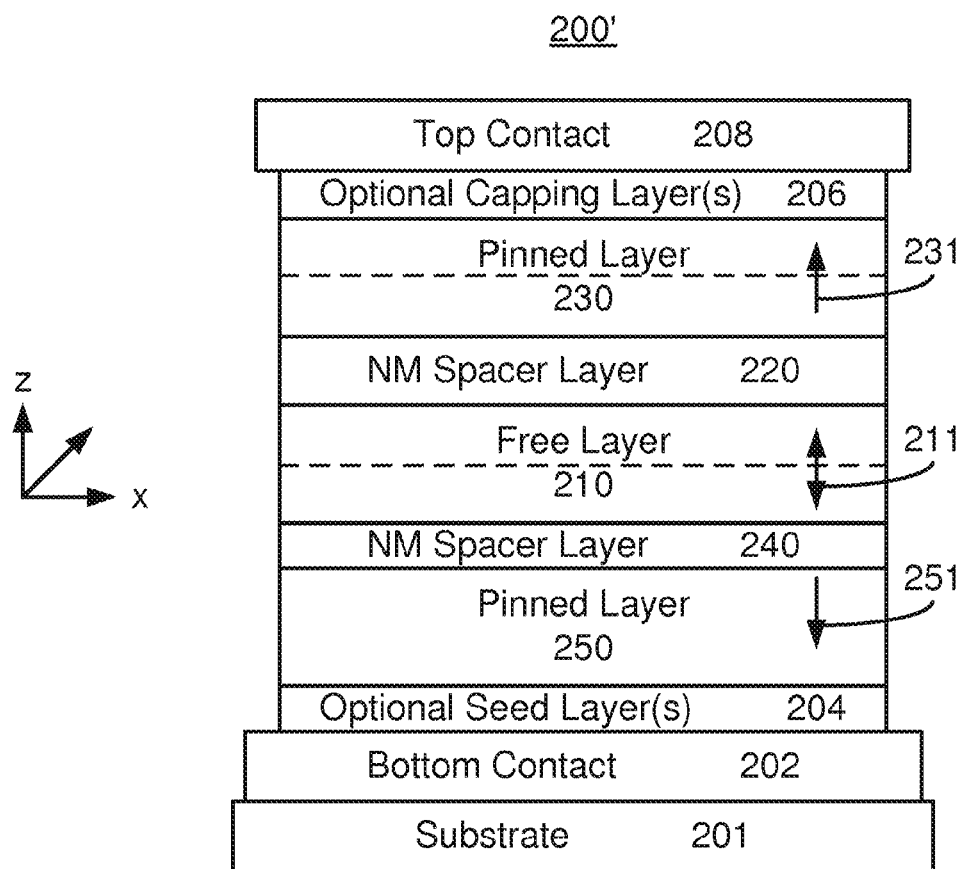 200'
Top Contact 208
Optional Capping Layer(s) 206
Pinned Layer
230
231
NM Spacer Layer 220
Free Layer
210
211
NM Spacer Layer 240
Pinned Layer
250
251
Optional Seed Layer(s) 204
Bottom Contact 202
Substrate 201
z
x